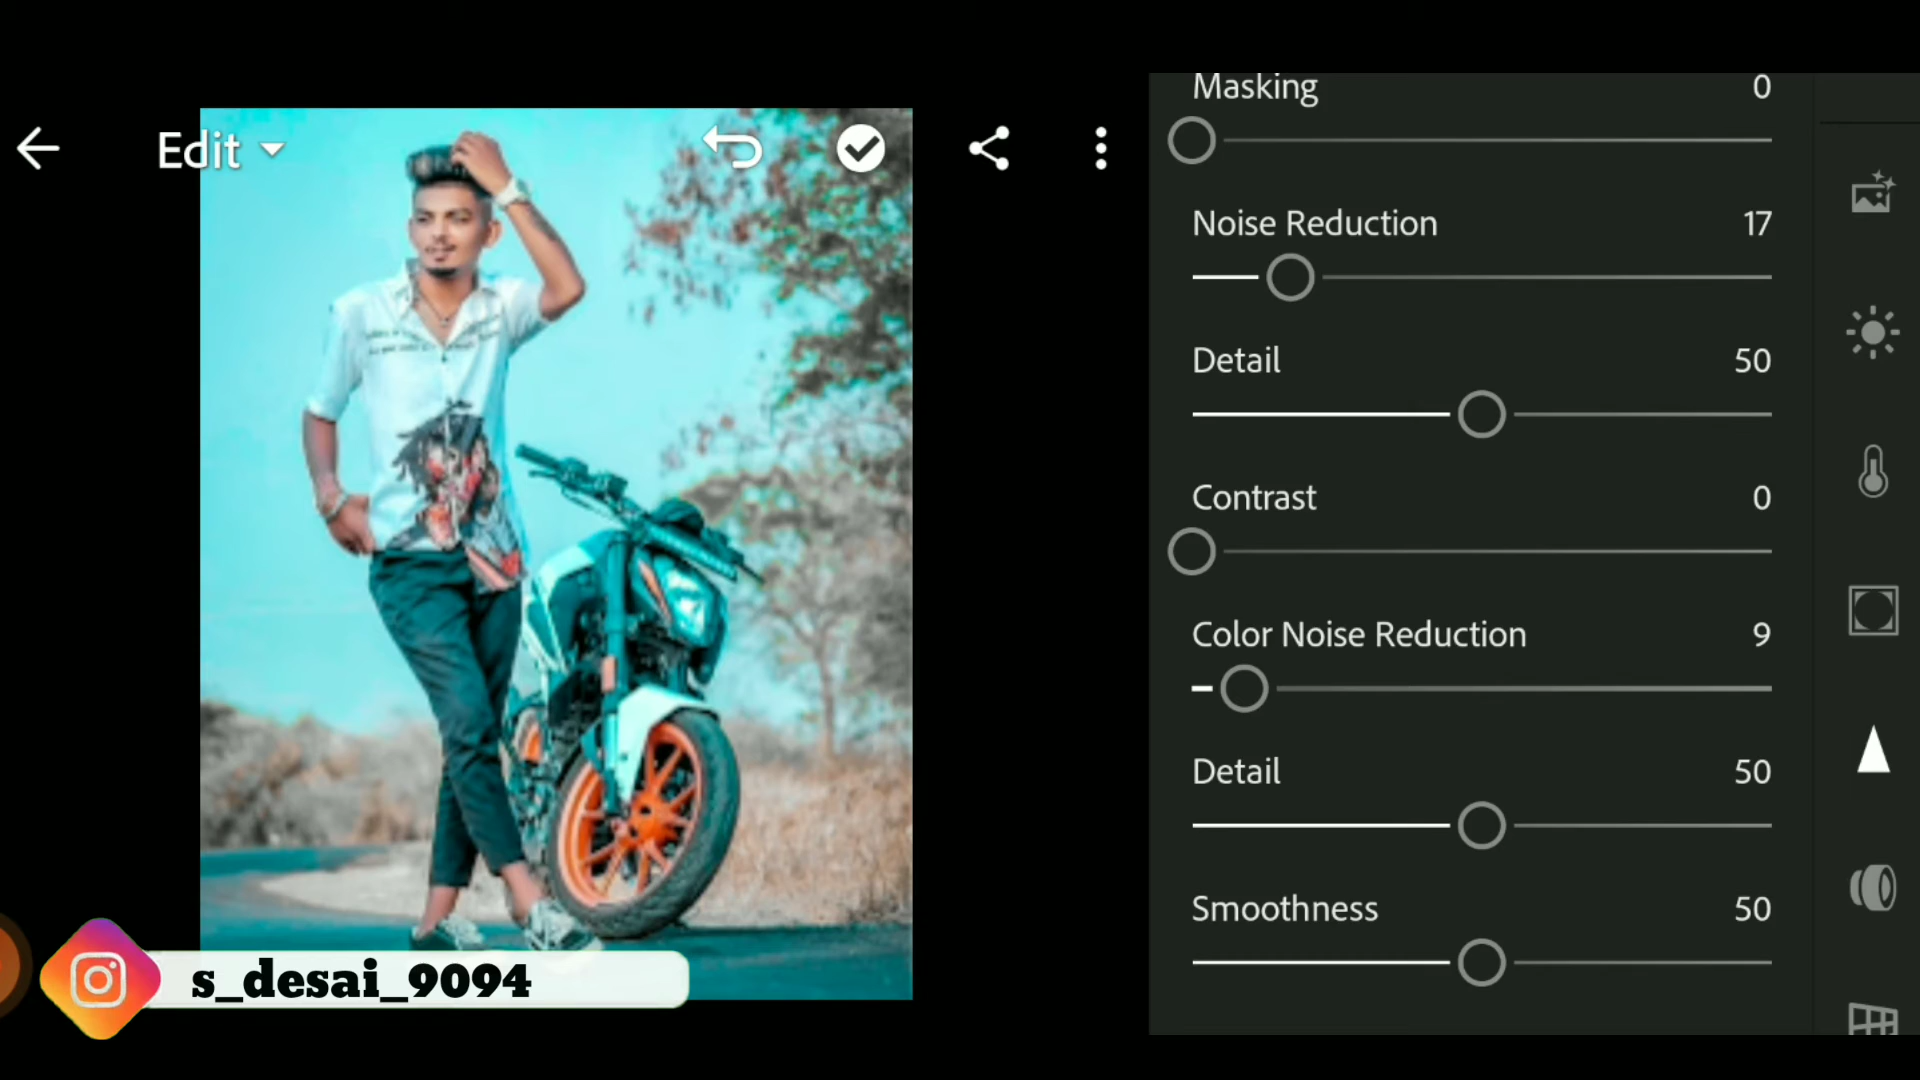 Edit
Masking 0
Noise Reduction 17
Detail 50
Contrast 0
Color Noise Reduction 9
Detail 50
Smoothness 50
s_desai_9094